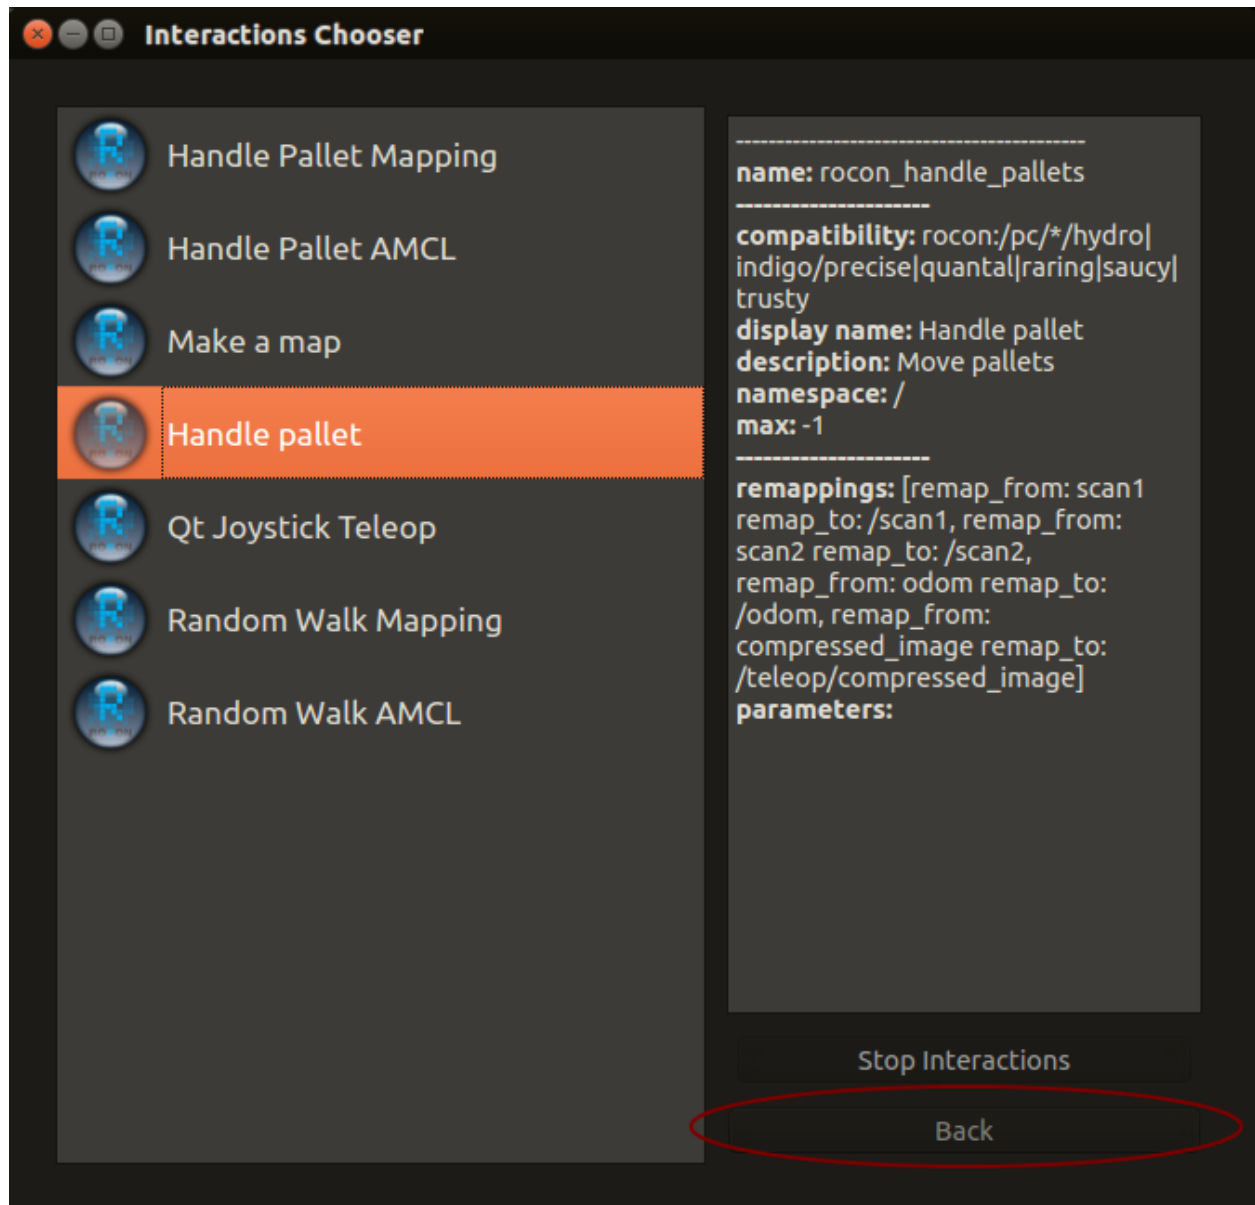 Interactions Chooser
Handle Pallet Mapping
Handle Pallet AMCL
Make a map
Handle pallet
Qt Joystick Teleop
Random Walk Mapping
Random Walk AMCL
-------------------------------------------
name: rocon_handle_pallets
---------------------
compatibility: rocon:/pc/*/hydro|
indigo/precise|quantal|raring|saucy|
trusty
display name: Handle pallet
description: Move pallets
namespace: /
max: -1
---------------------
remappings: [remap_from: scan1
remap_to: /scan1, remap_from:
scan2 remap_to: /scan2,
remap_from: odom remap_to:
/odom, remap_from:
compressed_image remap_to:
/teleop/compressed_image]
parameters:
Stop Interactions
Back